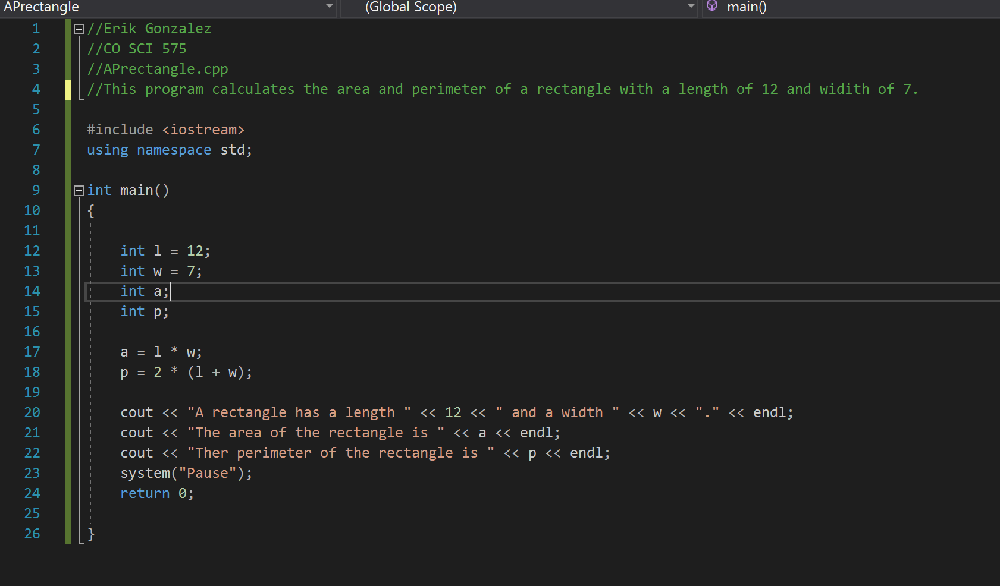 APrectangle (Global Scope) main()
1 //Erik Gonzalez
2 //CO SCI 575
3 //APrectangle.cpp
4 //This program calculates the area and perimeter of a rectangle with a length of 12 and widith of 7.
5
6 #include <iostream>
7 using namespace std;
8
9 int main()
10 {
11
12 int l = 12;
13 int w = 7;
14 int a;
15 int p;
16
17 a = l * w;
18 p = 2 * (l + w);
19
20 cout << "A rectangle has a length " << 12 << " and a width " << w << "." << endl;
21 cout << "The area of the rectangle is " << a << endl;
22 cout << "Ther perimeter of the rectangle is " << p << endl;
23 system("Pause");
24 return 0;
25
26 }